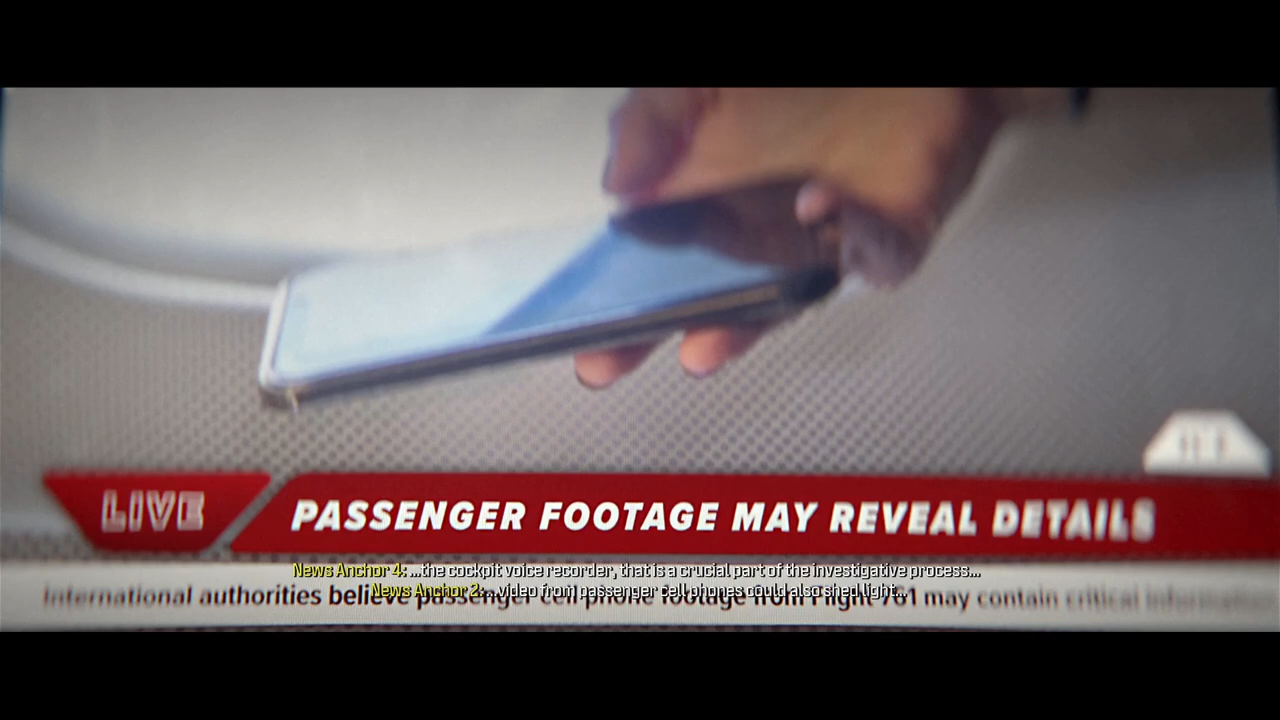 LIVE
PASSENGER FOOTAGE MAY REVEAL DETAILS
News Anchor 4: ...the cockpit voice recorder, that is a crucial part of the investigative process...
News Anchor 2: ...video from passenger cell phones could also shed light...
International authorities believe passenger cell phone footage from Flight 761 may contain critical information